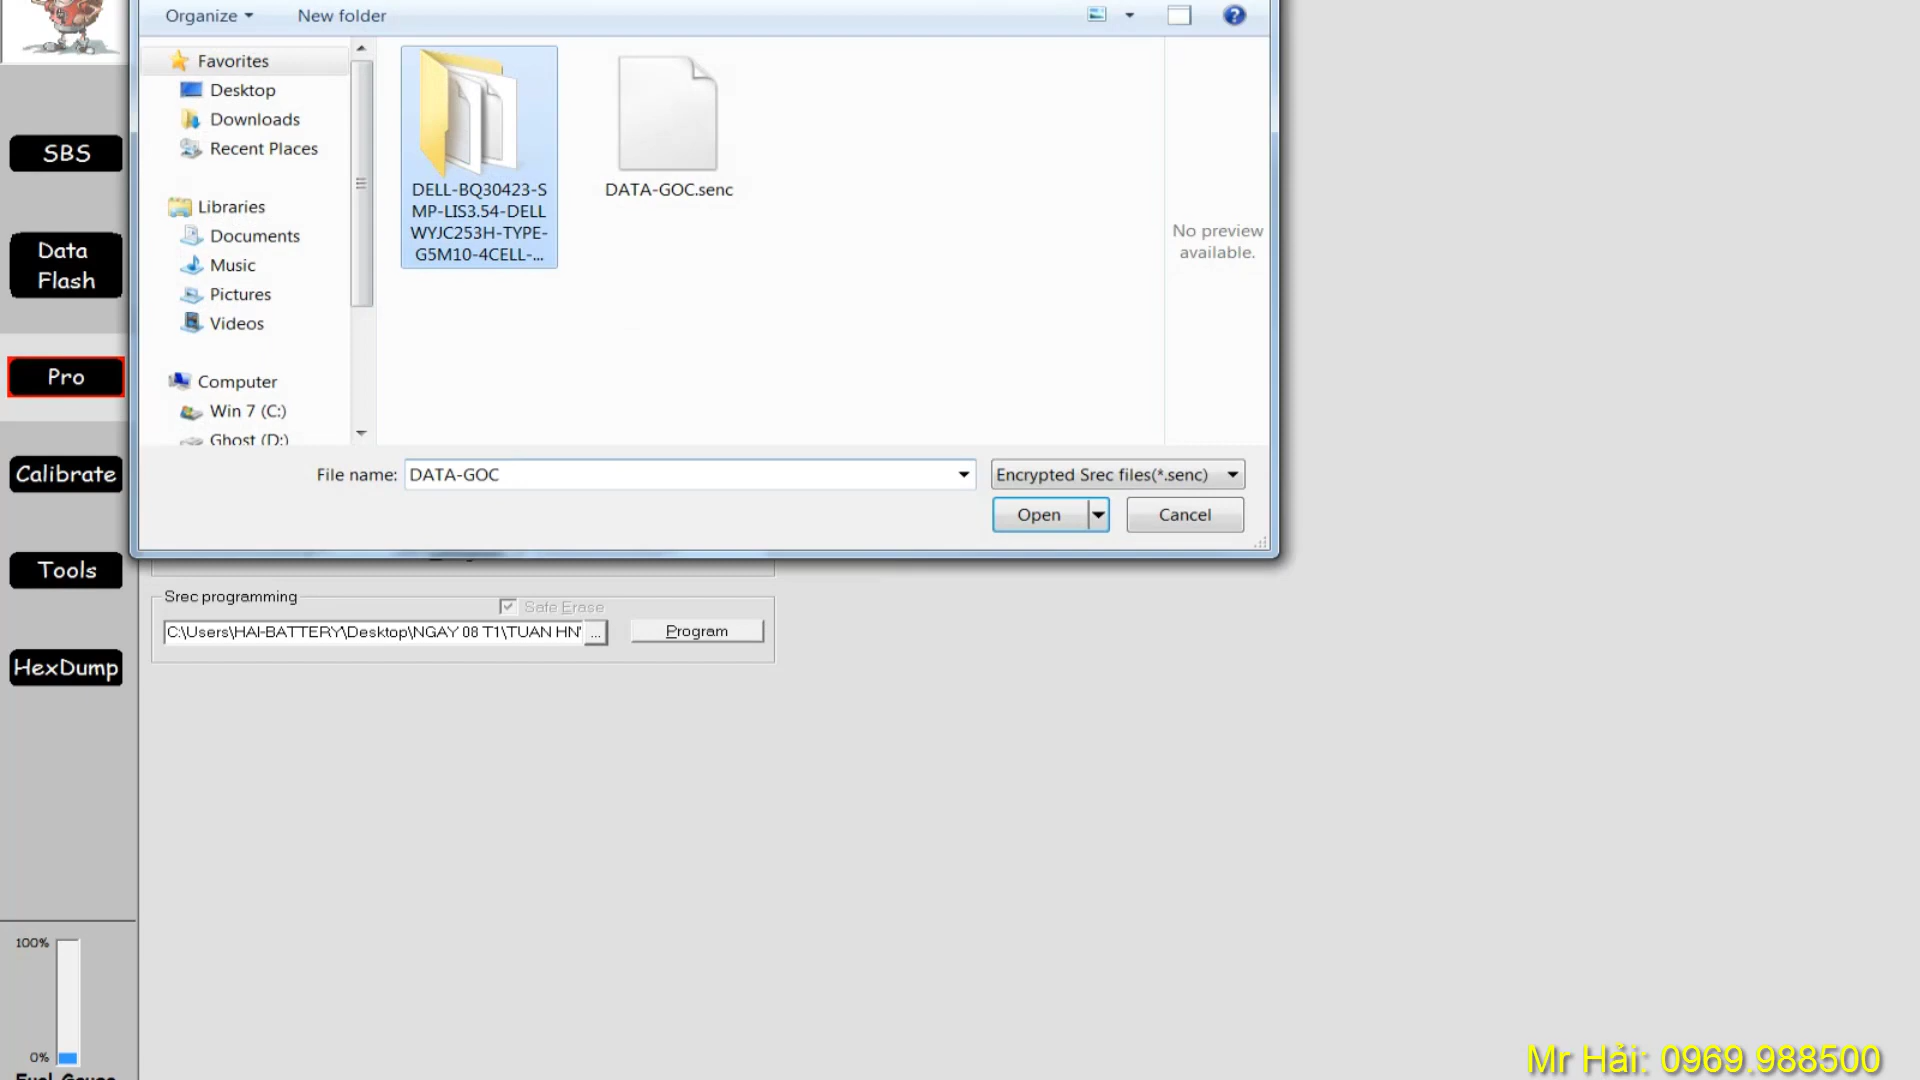 Organize
New folder
Favorites
Desktop
Downloads
Recent Places
Libraries
Documents
Music
Pictures
Videos
Computer
Win 7 (C:)
Ghost (D:)
DELL-BQ30423-S
MP-LIS3.54-DELL
WYJC253H-TYPE-
G5M10-4CELL-...
DATA-GOC.senc
No preview
available.
File name:
DATA-GOC
Encrypted Srec files(*.senc)
Open
Cancel
SBS
Data
Flash
Pro
Calibrate
Tools
HexDump
Srec programming
Safe Erase
C:\Users\HAI-BATTERY\Desktop\NGAY 08 T1\TUAN HN'
...
Program
100%
0%
Fuel Gauge
Mr Hải: 0969.988500